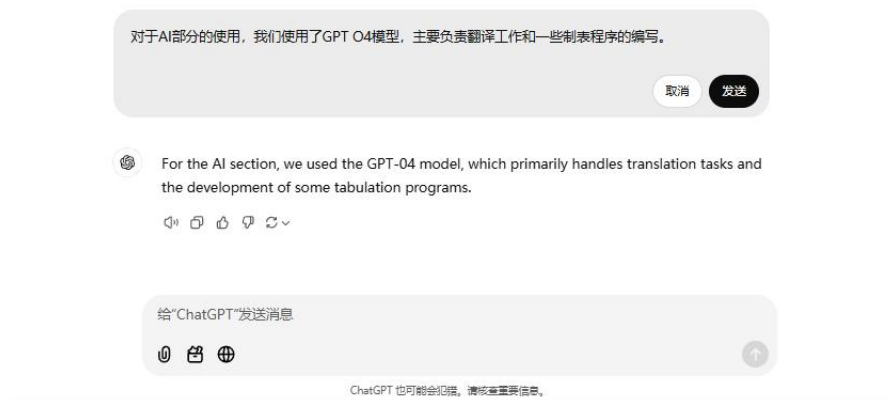 对于AI部分的使用，我们使用了GPT O4模型，主要负责翻译工作和一些制表程序的编写。
取消 发送
For the AI section, we used the GPT-04 model, which primarily handles translation tasks and
the development of some tabulation programs.
给“ChatGPT”发送消息
ChatGPT 也可能会犯错。请核查重要信息。